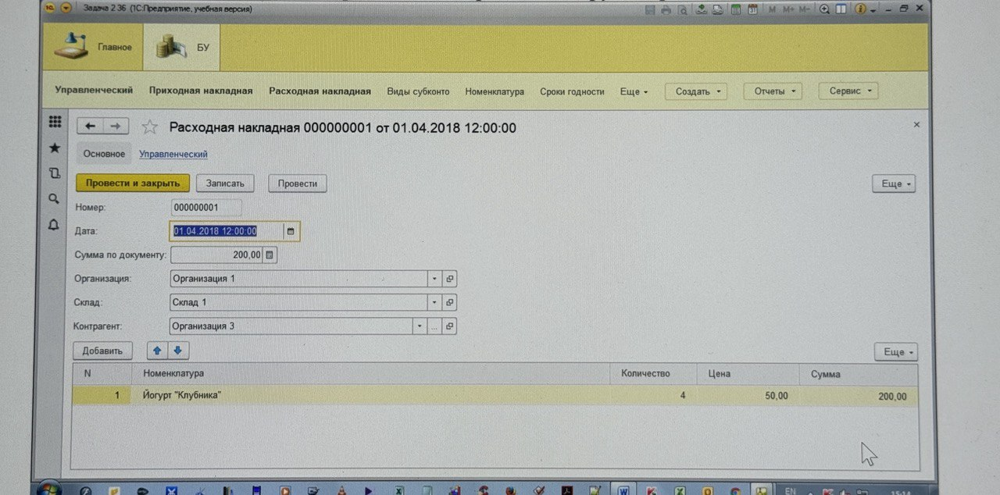 Задача 2 36 (1С:Предприятие, учебная версия)
M M+ M-
Главное БУ
Управленческий Приходная накладная Расходная накладная Виды субконто Номенклатура Сроки годности Еще Создать Отчеты Сервис
Расходная накладная 000000001 от 01.04.2018 12:00:00
Основное Управленческий
Провести и закрыть Записать Провести Еще
Номер: 000000001
Дата: 01.04.2018 12:00:00
Сумма по документу: 200,00
Организация: Организация 1
Склад: Склад 1
Контрагент: Организация 3
Добавить Еще
N Номенклатура Количество Цена Сумма
1 Йогурт "Клубника" 4 50,00 200,00
EN